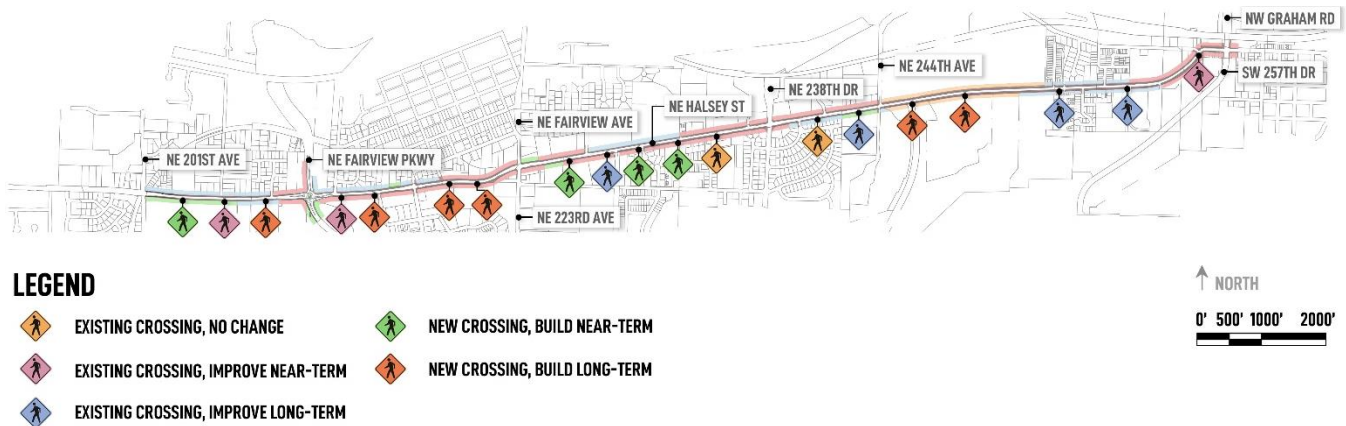 NW GRAHAM RD
NE 244TH AVE
SW 257TH DR
NE 238TH DR
NE HALSEY ST
NE FAIRVIEW AVE
NE 201ST AVE
NE FAIRVIEW PKWY
NE 223RD AVE
LEGEND
EXISTING CROSSING, NO CHANGE
NEW CROSSING, BUILD NEAR-TERM
EXISTING CROSSING, IMPROVE NEAR-TERM
NEW CROSSING, BUILD LONG-TERM
EXISTING CROSSING, IMPROVE LONG-TERM
NORTH
0' 500' 1000' 2000'